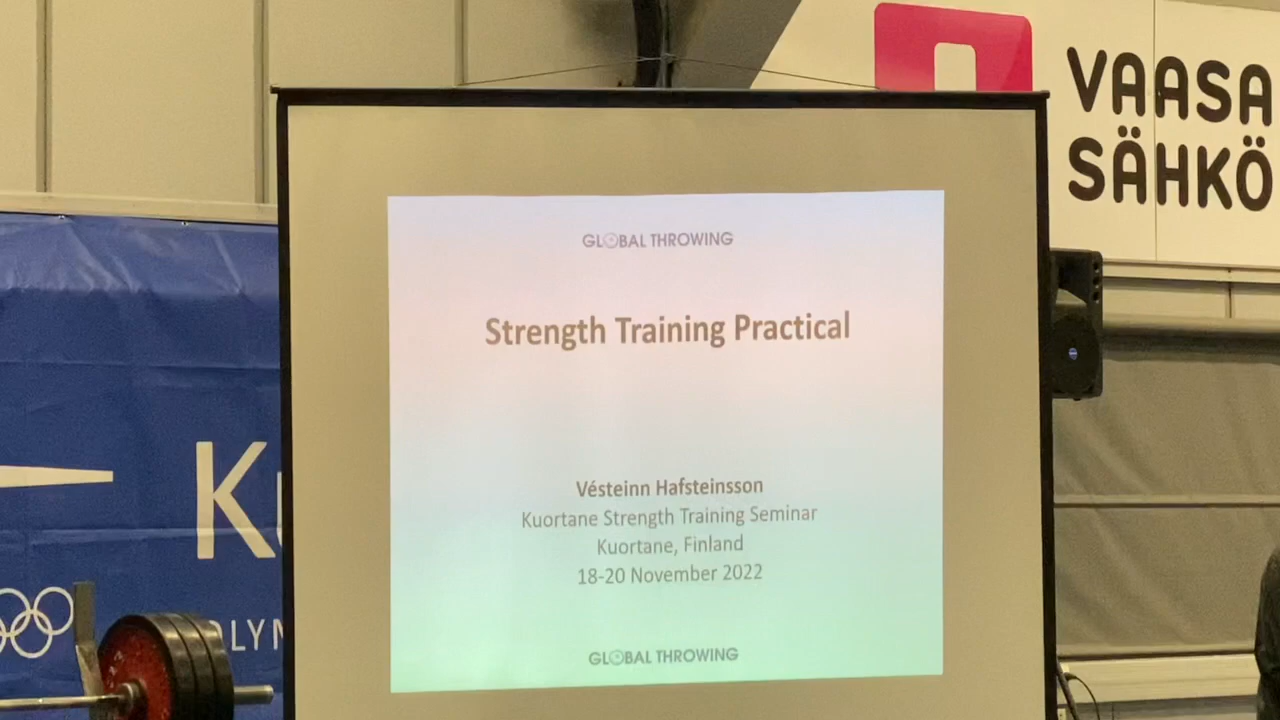 VAASA
SÄHKÖ
GLOBAL THROWING
Strength Training Practical
Vésteinn Hafsteinsson
Kuortane Strength Training Seminar
Kuortane, Finland
18-20 November 2022
GLOBAL THROWING